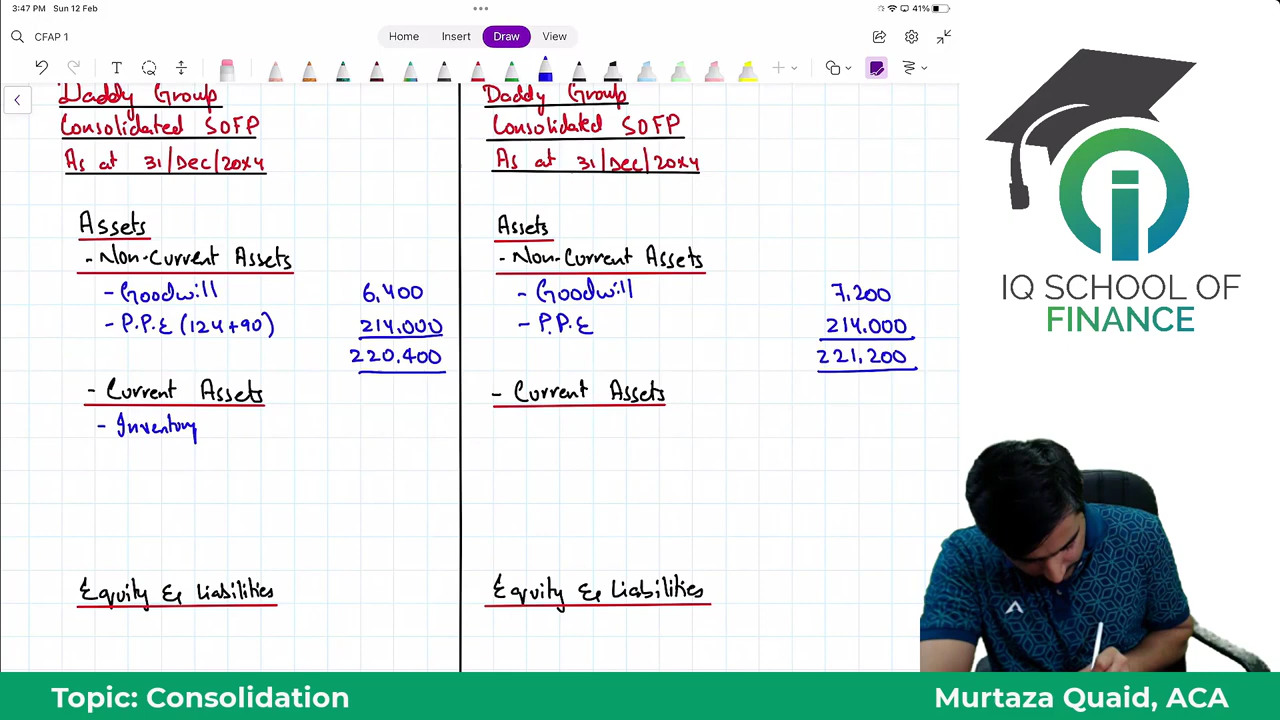 3:47 PM Sun 12 Feb
41%
CFAP 1
Home Insert Draw View
Daddy Group
Consolidated SOFP
As at 31/Dec/20x4
Assets
- Non-Current Assets
- Goodwill 6,400
- P.P.E (124+90) 214,000
220,400
- Current Assets
- Inventory
Equity & Liabilities
Daddy Group
Consolidated SOFP
As at 31/Dec/20x4
Assets
- Non-Current Assets
- Goodwill 7,200
- P.P.E 214,000
221,200
- Current Assets
Equity & Liabilities
IQ SCHOOL OF
FINANCE
Topic: Consolidation
Murtaza Quaid, ACA